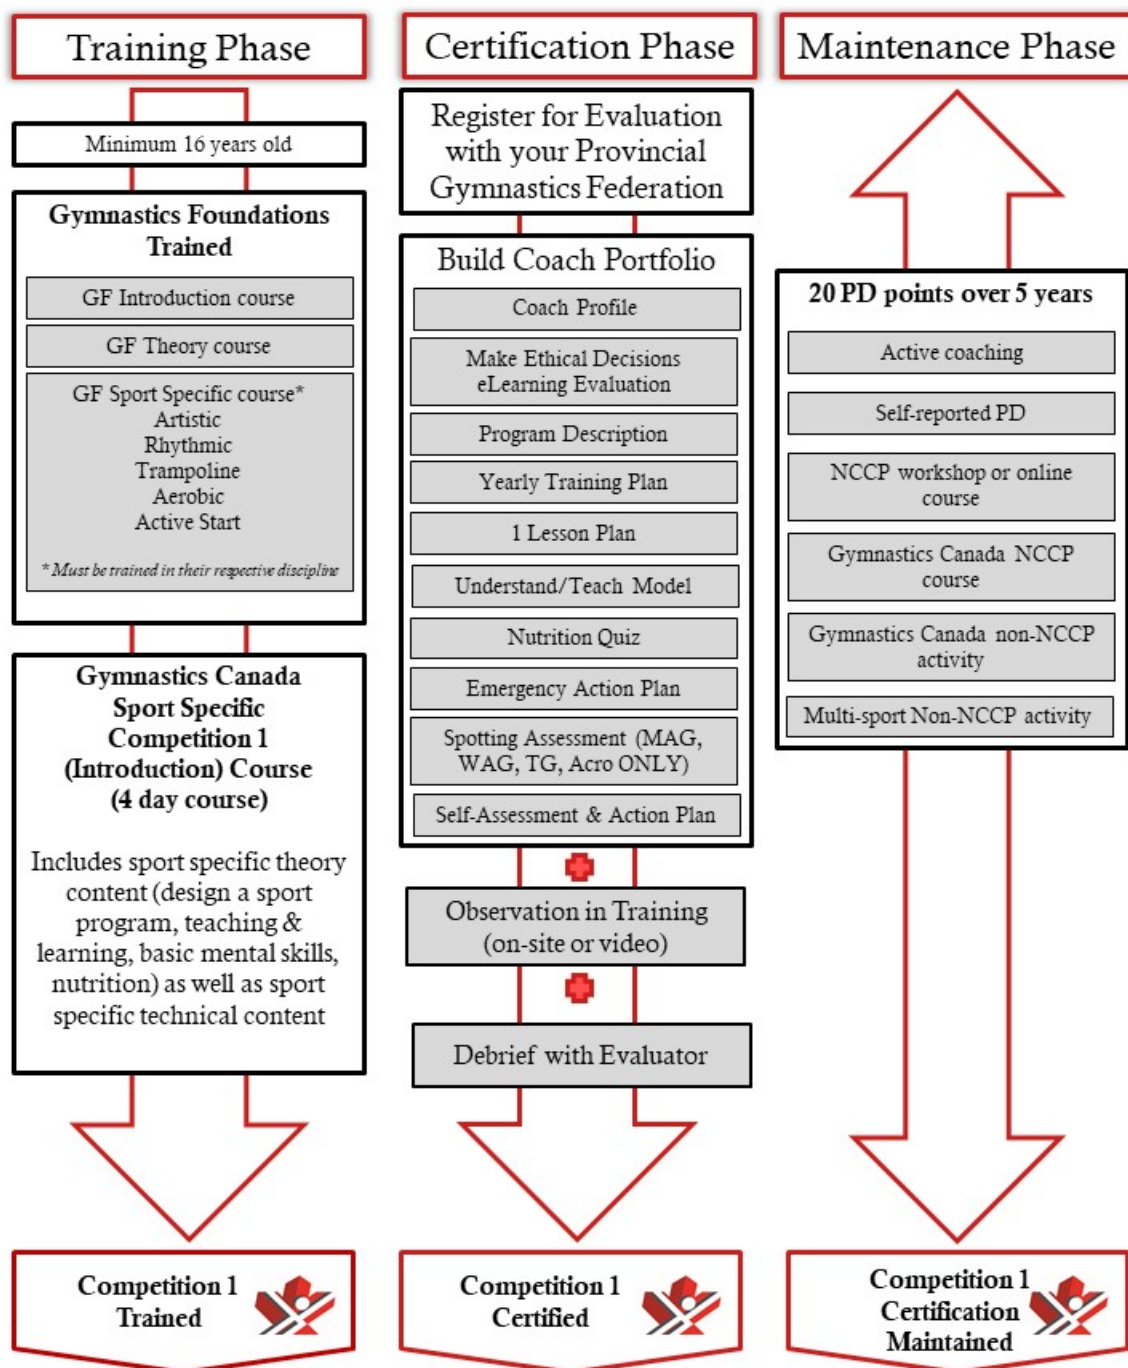 Training Phase
Minimum 16 years old
Gymnastics Foundations
Trained
GF Introduction course
GF Theory course
GF Sport Specific course*
Artistic
Rhythmic
Trampoline
Aerobic
Active Start
* Must be trained in their respective discipline
Gymnastics Canada
Sport Specific
Competition 1
(Introduction) Course
(4 day course)
Includes sport specific theory
content (design a sport
program, teaching &
learning, basic mental skills,
nutrition) as well as sport
specific technical content
Competition 1
Trained
Certification Phase
Register for Evaluation
with your Provincial
Gymnastics Federation
Build Coach Portfolio
Coach Profile
Make Ethical Decisions
eLearning Evaluation
Program Description
Yearly Training Plan
1 Lesson Plan
Understand/Teach Model
Nutrition Quiz
Emergency Action Plan
Spotting Assessment (MAG,
WAG, TG, Acro ONLY)
Self-Assessment & Action Plan
Observation in Training
(on-site or video)
Debrief with Evaluator
Competition 1
Certified
Maintenance Phase
20 PD points over 5 years
Active coaching
Self-reported PD
NCCP workshop or online
course
Gymnastics Canada NCCP
course
Gymnastics Canada non-NCCP
activity
Multi-sport Non-NCCP activity
Competition 1
Certification
Maintained